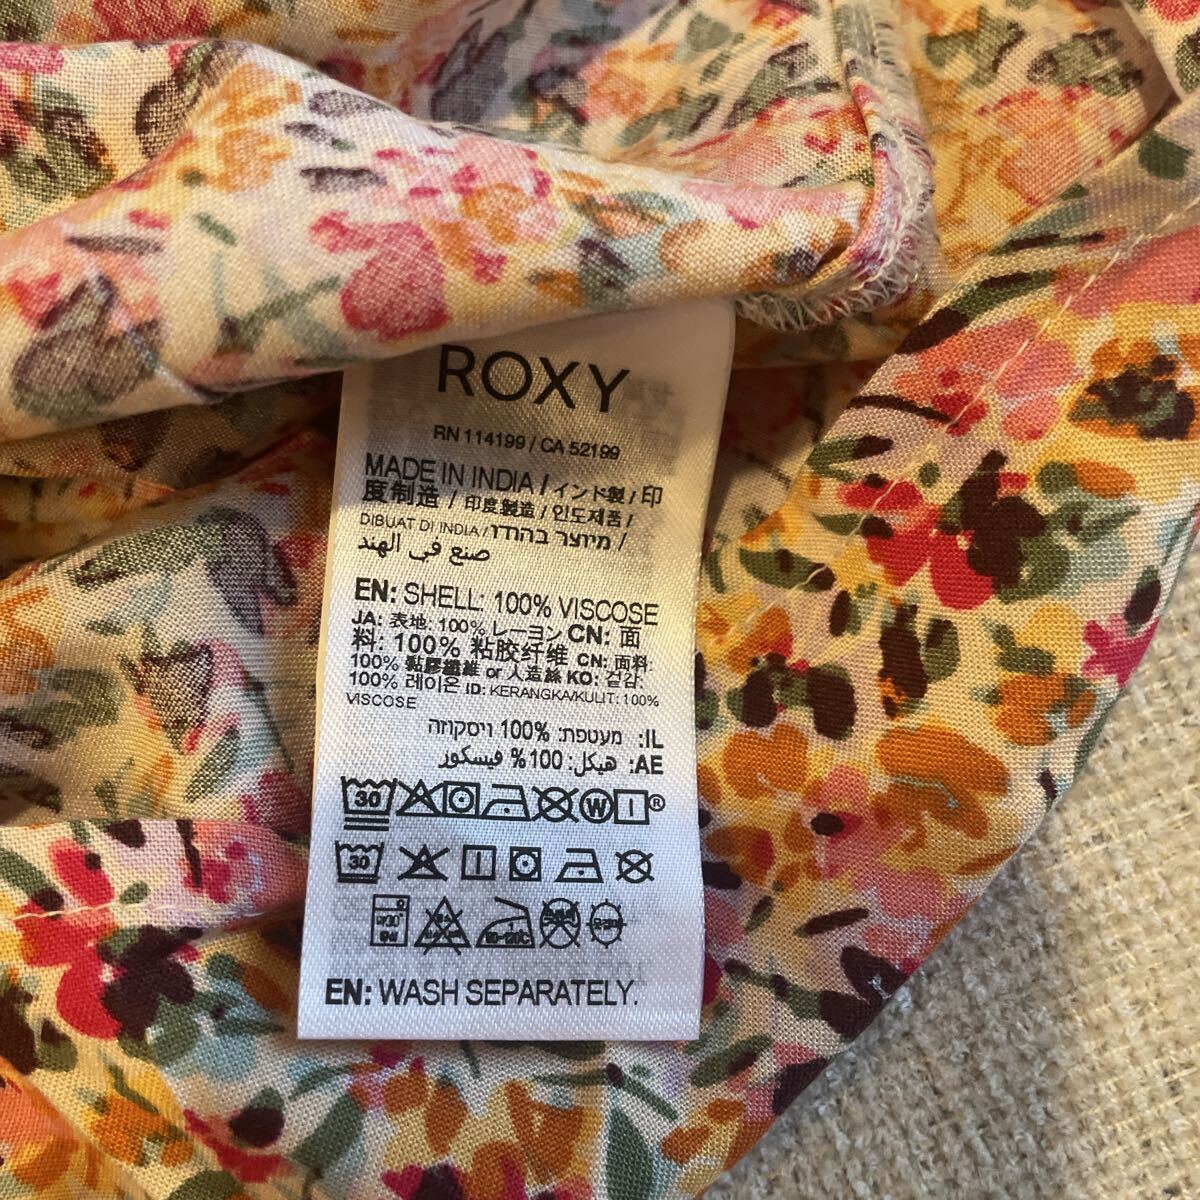 ROXY
RN 114199 / CA 52199
MADE IN INDIA / インド製 / 印
度制造 / 印度製造 / 인도제품 /
DIBUAT DI INDIA / מיוצר בהודו /
صنع في الهند
EN: SHELL: 100% VISCOSE
JA: 表地: 100% レーヨン CN: 面
料: 100% 粘胶纤维 CN: 面料:
100% 黏膠纖維 or 人造絲 KO: 겉감:
100% 레이온 ID: KERANGKA/KULIT: 100%
VISCOSE
IL: מעטפת: 100% ויסקוזה
AE: هيكل: 100% فيسكور
30 W ®
30
EN: WASH SEPARATELY.